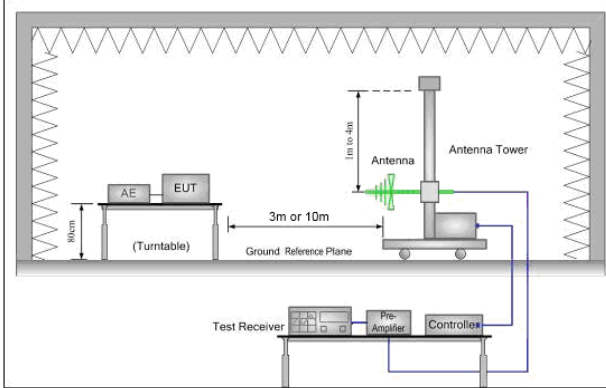 1m to 4m
Antenna
Antenna Tower
AE
EUT
3m or 10m
80cm
(Turntable)
Ground Reference Plane
Test Receiver
Pre-
Amplifier
Controller